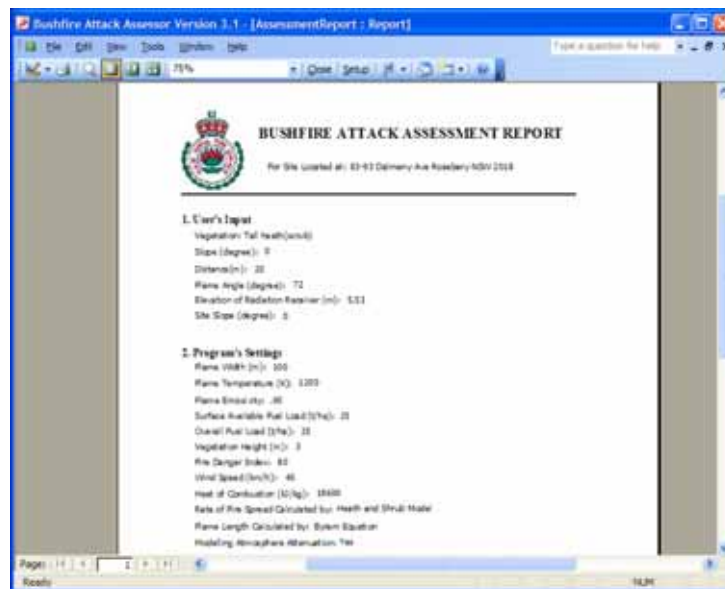 Bushfire Attack Assessor Version 3.1 - [AssessmentReport : Report]
File Edit View Tools Window Help Type a question for help
75% Close Setup
BUSHFIRE ATTACK ASSESSMENT REPORT
For Site Located at: 83-93 Dalmeny Ave Rosebery NSW 2018
1. User's Input
Vegetation: Tall heath(scrub)
Slope (degree):
Distance(m): 20
Flame Angle (degree): 72
Elevation of Radiation Receiver (m): 5.53
Site Slope (degree):
2. Program's Settings
Flame Width (m): 100
Flame Temperature (K): 1200
Flame Emissivity:
Surface Available Fuel Load (t/ha): 25
Overall Fuel Load (t/ha): 25
Vegetation Height (m): 3
Fire Danger Index: 80
Wind Speed (km/h): 45
Heat of Combustion (kJ/kg): 18600
Rate of Fire Spread Calculated by: Heath and Shrub Model
Flame Length Calculated by: Byram Equation
Modeling Atmosphere Attenuation: Yes
Page: 1
Ready NUM